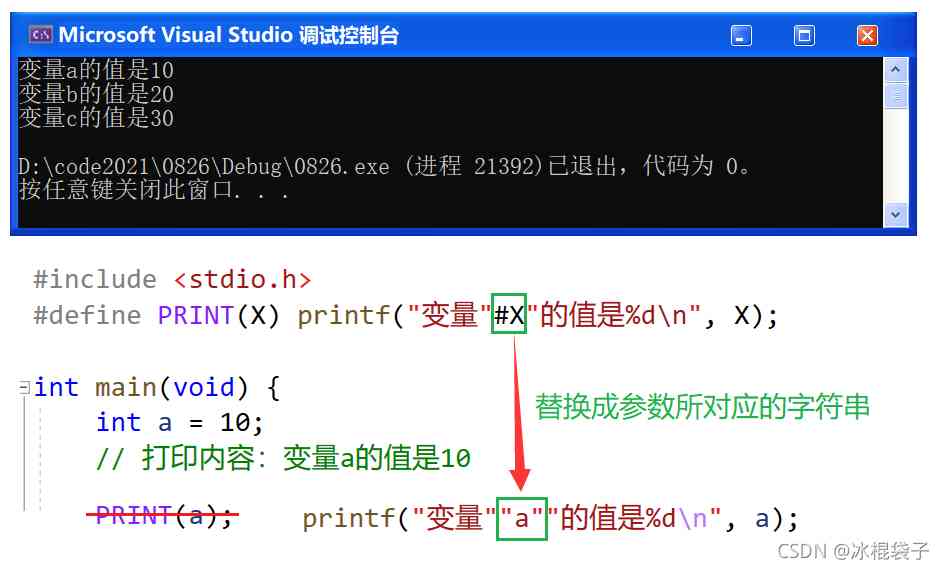 Microsoft Visual Studio 调试控制台
变量a的值是10
变量b的值是20
变量c的值是30
D:\code2021\0826\Debug\0826.exe (进程 21392)已退出，代码为 0。
按任意键关闭此窗口. . .
#include <stdio.h>
#define PRINT(X) printf("变量"#X"的值是%d\n", X);
int main(void) {
int a = 10;
替换成参数所对应的字符串
// 打印内容：变量a的值是10
PRINT(a); printf("变量""a""的值是%d\n", a);
CSDN @冰棍袋子